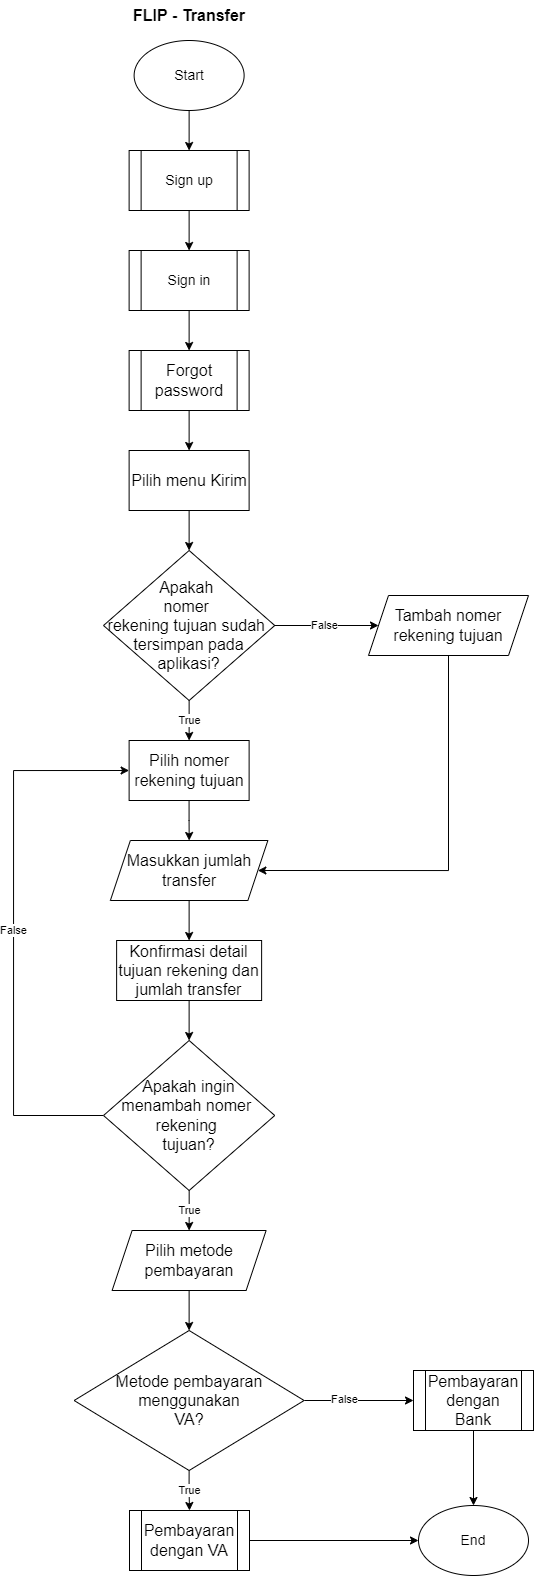 FLIP - Transfer
Start
Sign up
Sign in
Forgot
password
Pilih menu Kirim
Apakah
nomer
rekening tujuan sudah
tersimpan pada
aplikasi?
False
Tambah nomer
rekening tujuan
True
Pilih nomer
rekening tujuan
Masukkan jumlah
transfer
False
Konfirmasi detail
tujuan rekening dan
jumlah transfer
Apakah ingin
menambah nomer
rekening
tujuan?
True
Pilih metode
pembayaran
Metode pembayaran
menggunakan
VA?
False
Pembayaran
dengan
Bank
True
Pembayaran
dengan VA
End